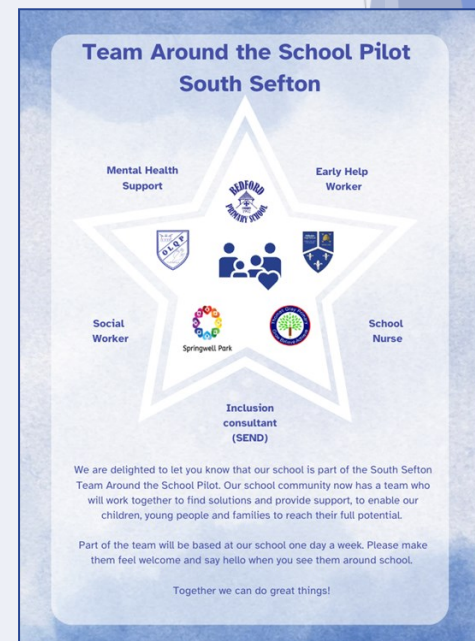 Team Around the School Pilot
South Sefton
Mental Health
Support
Early Help
Worker
BEDFORD
PRIMARY SCHOOL
OLQP
Social
Worker
Springwell Park
School
Nurse
Inclusion
consultant
(SEND)
We are delighted to let you know that our school is part of the South Sefton
Team Around the School Pilot. Our school community now has a team who
will work together to find solutions and provide support, to enable our
children, young people and families to reach their full potential.
Part of the team will be based at our school one day a week. Please make
them feel welcome and say hello when you see them around school.
Together we can do great things!